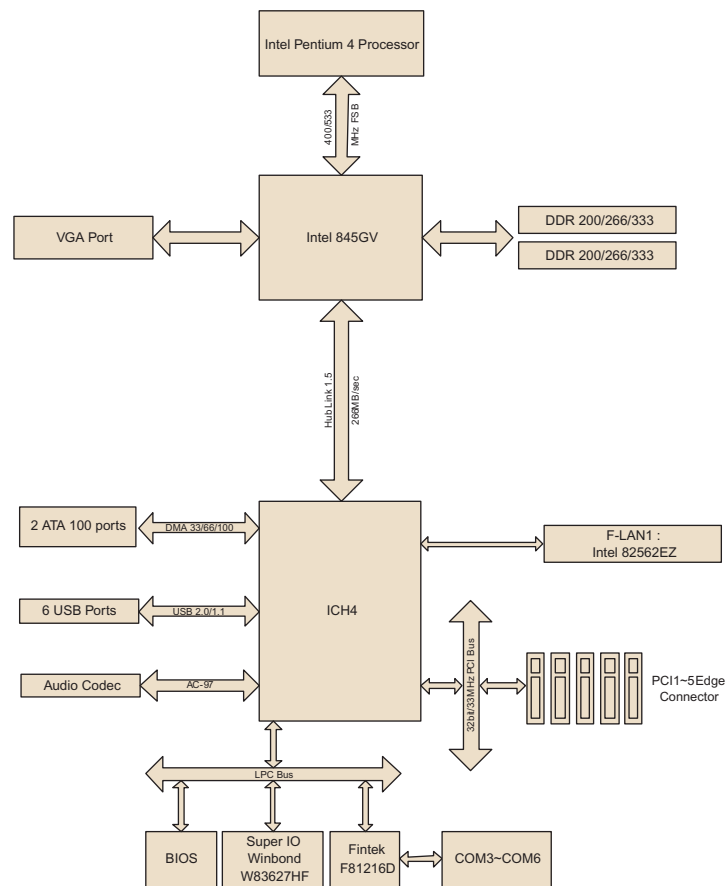 Intel Pentium 4 Processor
400/533
MHz FSB
VGA Port
Intel 845GV
DDR 200/266/333
DDR 200/266/333
Hub Link 1.5
266MB/sec
2 ATA 100 ports
DMA 33/66/100
F-LAN1 :
Intel 82562EZ
6 USB Ports
USB 2.0/1.1
ICH4
32bit/33MHz PCI Bus
Audio Codec
AC-97
PCI1~5Edge
Connector
LPC Bus
BIOS
Super IO
Winbond
W83627HF
Fintek
F81216D
COM3~COM6